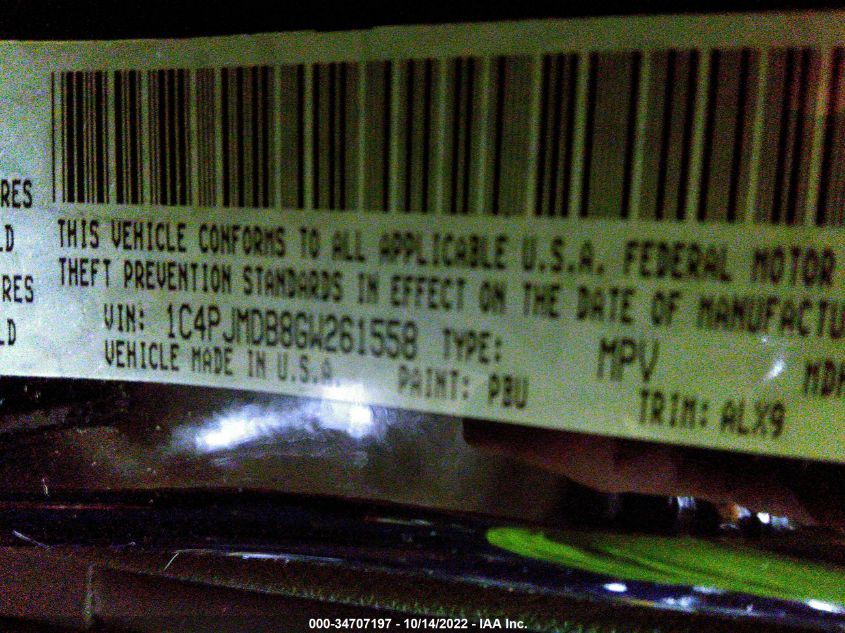 RES
LD
RES
LD
THIS VEHICLE CONFORMS TO ALL APPLICABLE U.S.A. FEDERAL MOTOR
THEFT PREVENTION STANDARDS IN EFFECT ON THE DATE OF MANUFACTU
VIN: 1C4PJMDB8GW261558 TYPE: MPV MDH
VEHICLE MADE IN U.S.A. PAINT: PBU TRIM: ALX9
000-34707197 - 10/14/2022 - IAA Inc.